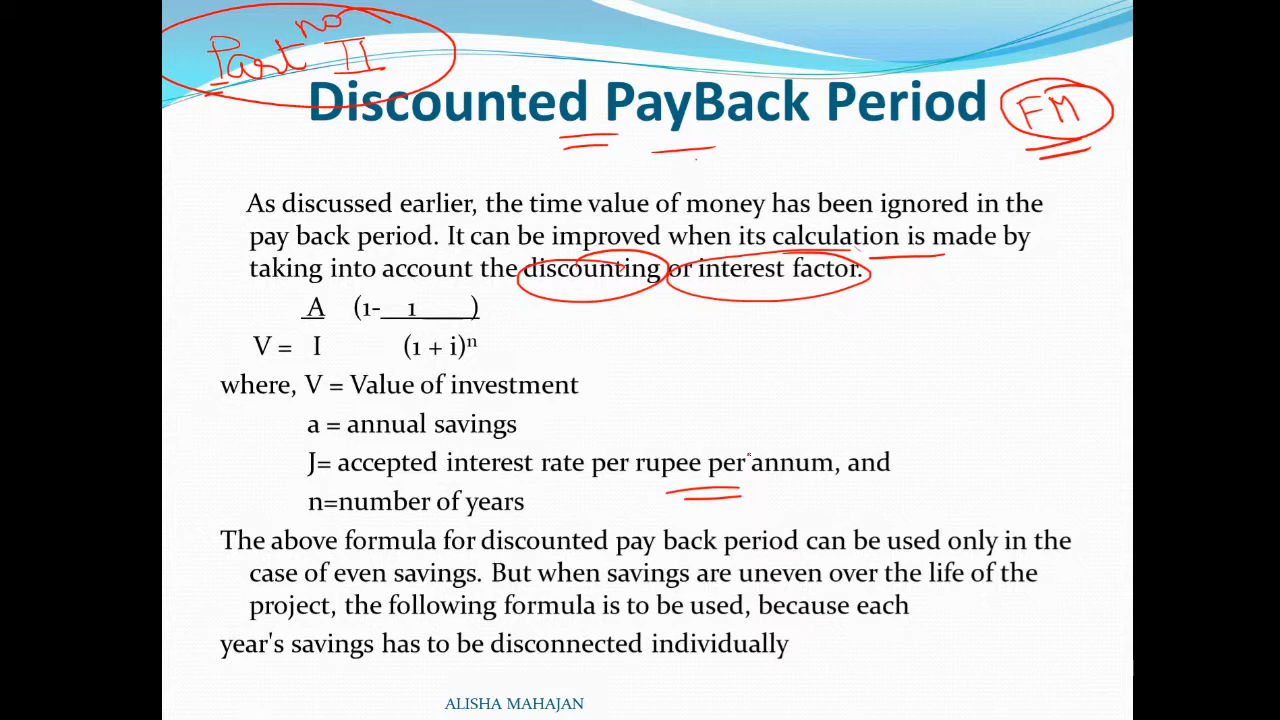 Part no II
Discounted PayBack Period FM
As discussed earlier, the time value of money has been ignored in the
pay back period. It can be improved when its calculation is made by
taking into account the discounting or interest factor.
A (1- 1 )
V = I (1 + i)ⁿ
where, V = Value of investment
a = annual savings
J= accepted interest rate per rupee per annum, and
n=number of years
The above formula for discounted pay back period can be used only in the
case of even savings. But when savings are uneven over the life of the
project, the following formula is to be used, because each
year's savings has to be disconnected individually
ALISHA MAHAJAN